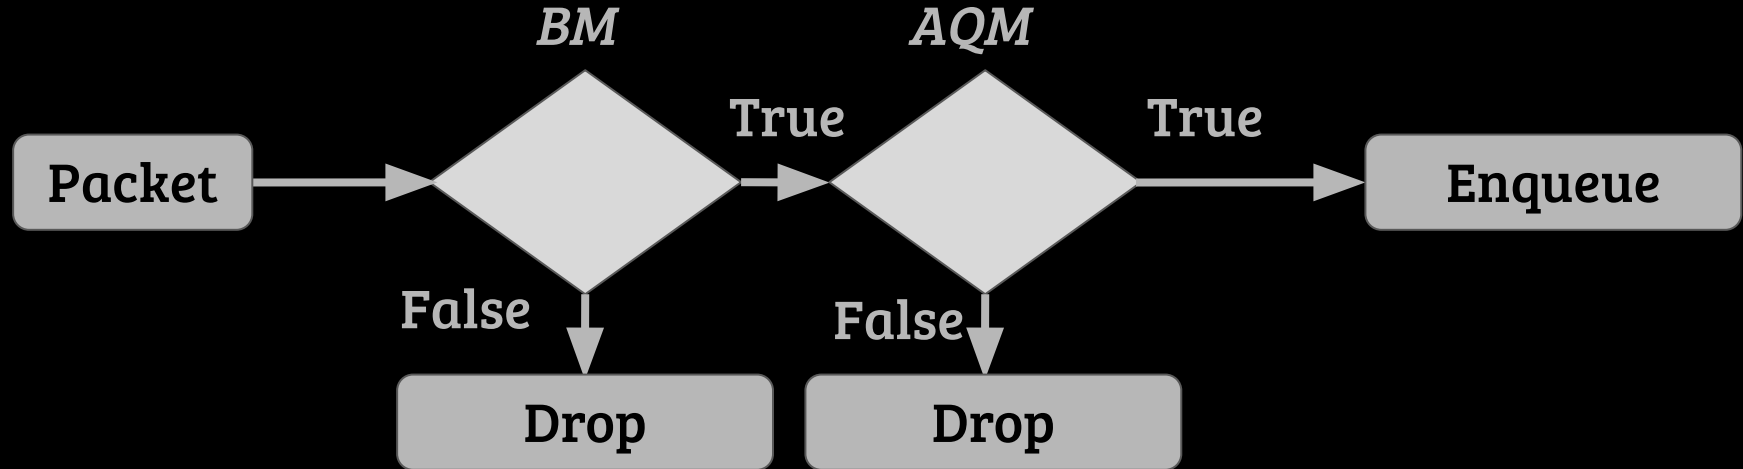 BM
AQM
True
True
Packet
Enqueue
False
False
Drop
Drop